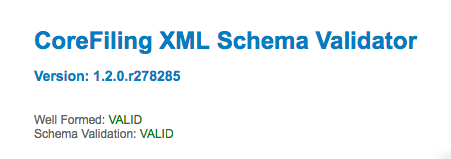 CoreFiling XML Schema Validator
Version: 1.2.0.r278285
Well Formed: VALID
Schema Validation: VALID